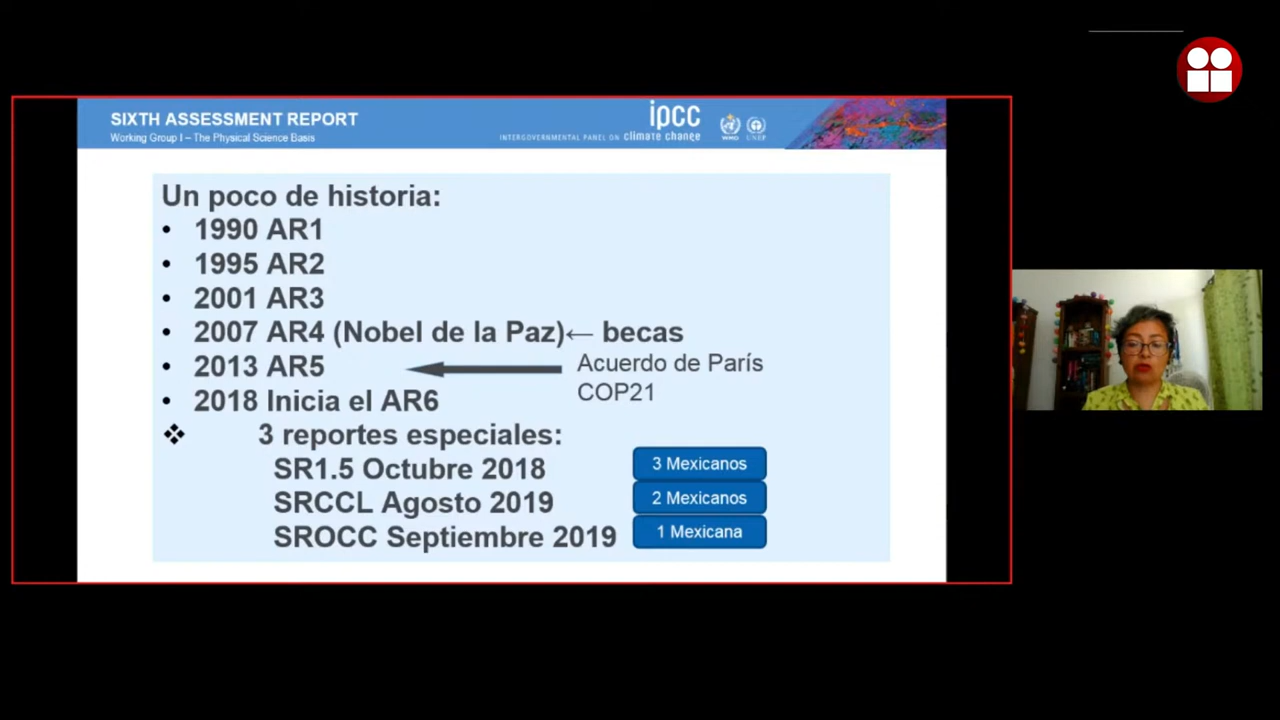 SIXTH ASSESSMENT REPORT
Working Group I – The Physical Science Basis
ipcc
INTERGOVERNMENTAL PANEL ON climate change
WMO
UNEP
Un poco de historia:
• 1990 AR1
• 1995 AR2
• 2001 AR3
• 2007 AR4 (Nobel de la Paz)← becas
• 2013 AR5
Acuerdo de París
COP21
• 2018 Inicia el AR6
❖ 3 reportes especiales:
SR1.5 Octubre 2018
3 Mexicanos
SRCCL Agosto 2019
2 Mexicanos
SROCC Septiembre 2019
1 Mexicana